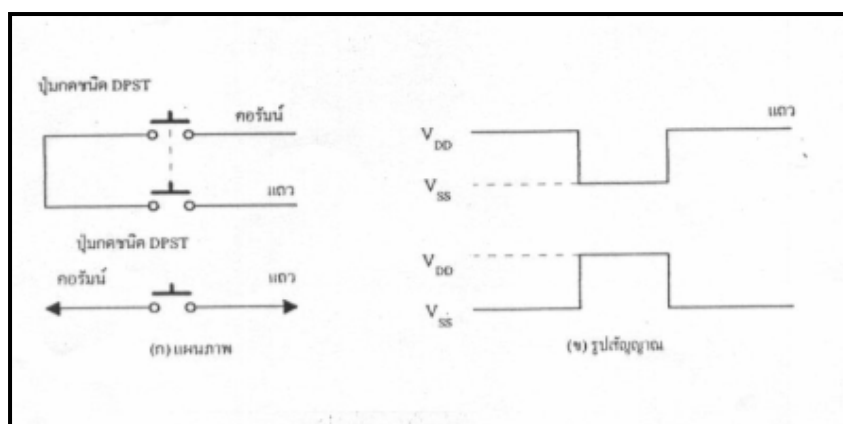 ปุ่มกดชนิด DPST
คอรัมน์
แถว
ปุ่มกดชนิด DPST
คอรัมน์
แถว
(ก) แผนภาพ
แถว
V DD
V SS
V DD
V SS
(ข) รูปสัญญาณ